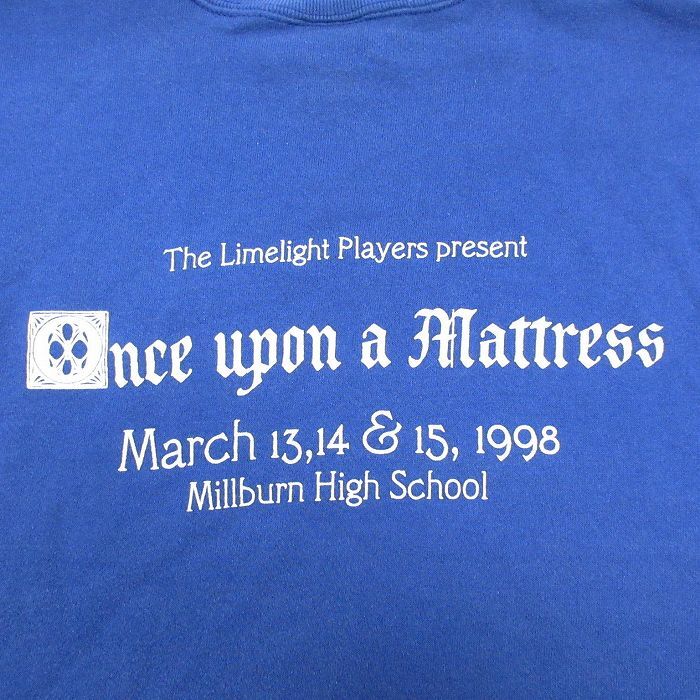 The Limelight Players present
Once upon a Mattress
March 13,14 & 15, 1998
Millburn High School